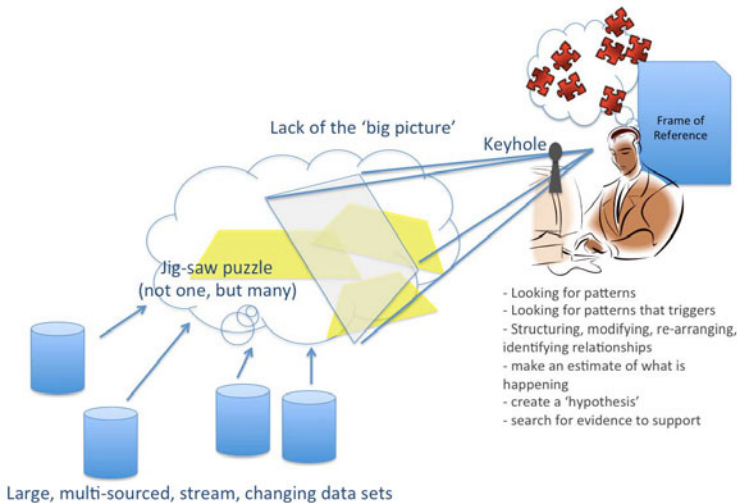 Lack of the ‘big picture’
Keyhole
Frame of
Reference
Jig-saw puzzle
(not one, but many)
- Looking for patterns
- Looking for patterns that triggers
- Structuring, modifying, re-arranging,
identifying relationships
- make an estimate of what is
happening
- create a ‘hypothesis’
- search for evidence to support
Large, multi-sourced, stream, changing data sets